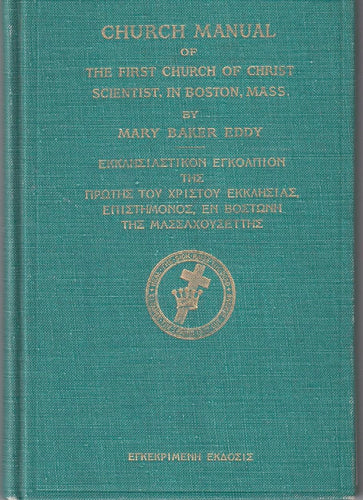 CHURCH MANUAL
OF
THE FIRST CHURCH OF CHRIST
SCIENTIST, IN BOSTON, MASS.
BY
MARY BAKER EDDY
ΕΚΚΛΗΣΙΑΣΤΙΚΟΝ ΕΓΚΟΛΠΙΟΝ
ΤΗΣ
ΠΡΩΤΗΣ ΤΟΥ ΧΡΙΣΤΟΥ ΕΚΚΛΗΣΙΑΣ,
ΕΠΙΣΤΗΜΟΝΟΣ, ΕΝ ΒΟΣΤΩΝΗ
ΤΗΣ ΜΑΣΣΑΧΟΥΣΕΤΤΗΣ
ΕΓΚΕΚΡΙΜΕΝΗ ΕΚΔΟΣΙΣ